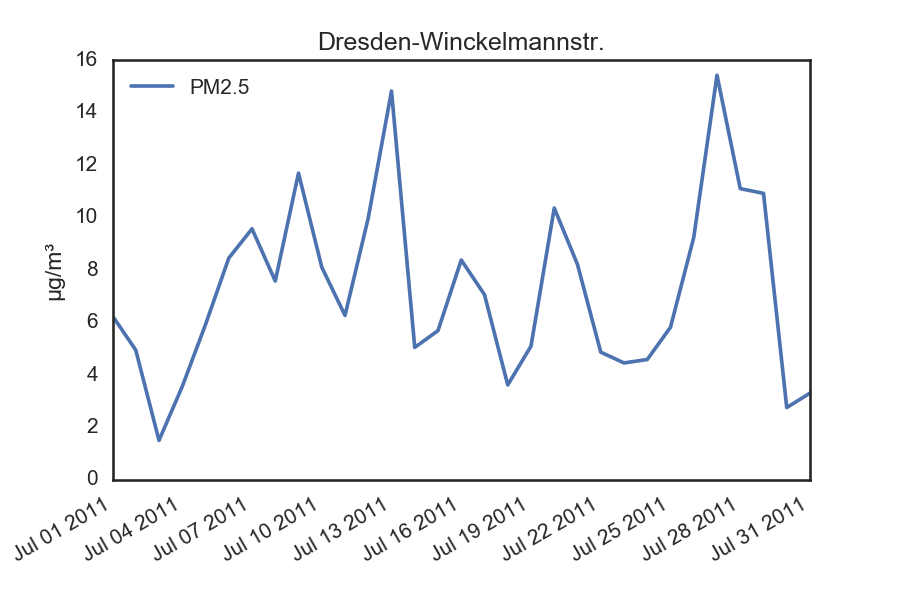 Dresden-Winckelmannstr.
PM2.5
µg/m³
16
14
12
10
8
6
4
2
0
Jul 01 2011
Jul 04 2011
Jul 07 2011
Jul 10 2011
Jul 13 2011
Jul 16 2011
Jul 19 2011
Jul 22 2011
Jul 25 2011
Jul 28 2011
Jul 31 2011